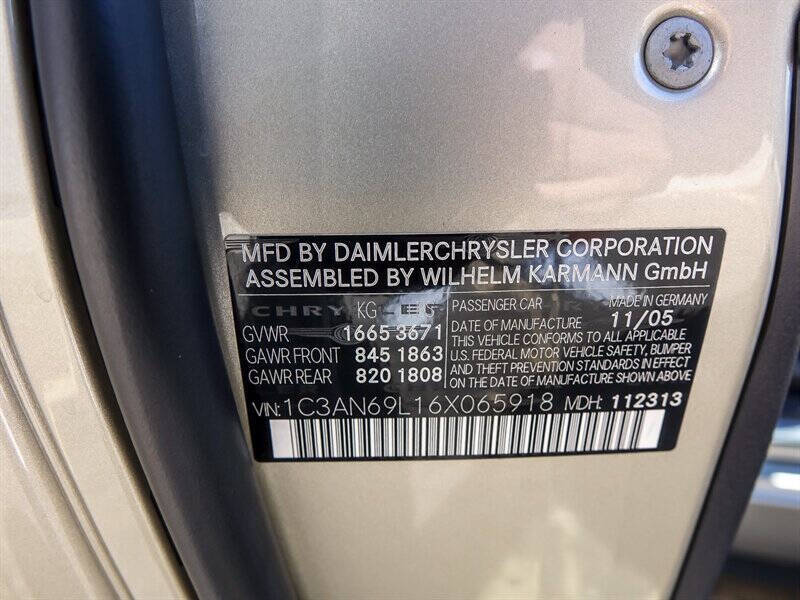 MFD BY DAIMLERCHRYSLER CORPORATION
ASSEMBLED BY WILHELM KARMANN GmbH
KG LB
GVWR 1665 3671
GAWR FRONT 845 1863
GAWR REAR 820 1808
PASSENGER CAR MADE IN GERMANY
DATE OF MANUFACTURE 11/05
THIS VEHICLE CONFORMS TO ALL APPLICABLE
U.S. FEDERAL MOTOR VEHICLE SAFETY, BUMPER
AND THEFT PREVENTION STANDARDS IN EFFECT
ON THE DATE OF MANUFACTURE SHOWN ABOVE
VIN:1C3AN69L16X065918 MDH: 112313
CHRYSLER